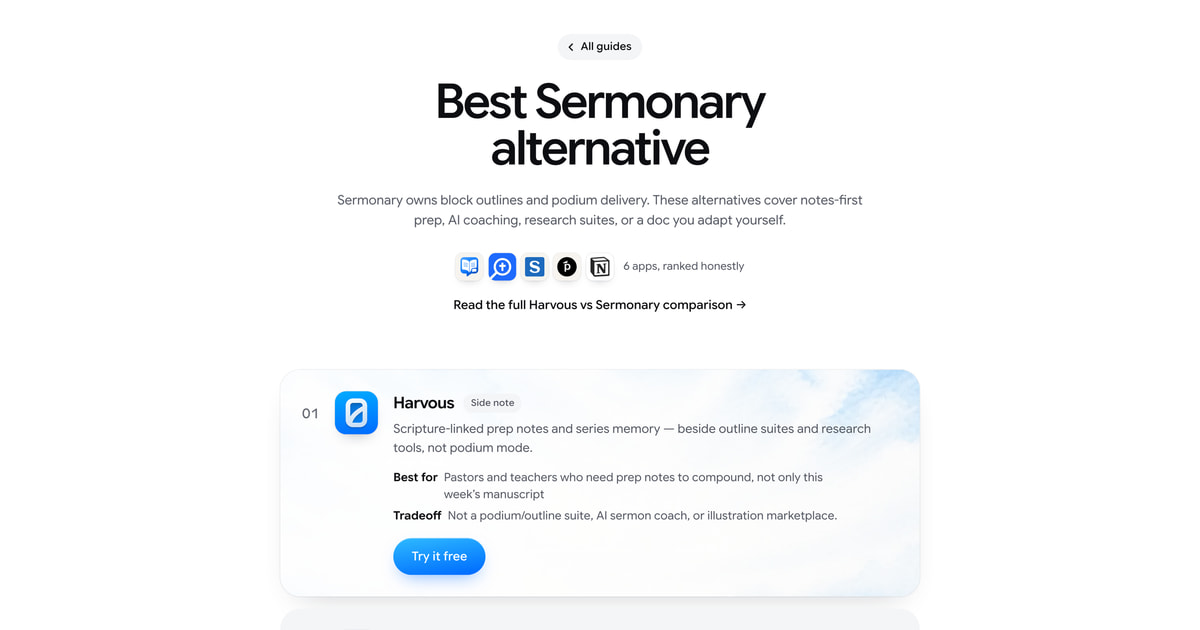 All guides
Best Sermonary
alternative
Sermonary owns block outlines and podium delivery. These alternatives cover notes-first
prep, AI coaching, research suites, or a doc you adapt yourself.
S
N
6 apps, ranked honestly
Read the full Harvous vs Sermonary comparison →
01
Harvous
Side note
Scripture-linked prep notes and series memory — beside outline suites and research
tools, not podium mode.
Best for Pastors and teachers who need prep notes to compound, not only this
week's manuscript
Tradeoff Not a podium/outline suite, AI sermon coach, or illustration marketplace.
Try it free